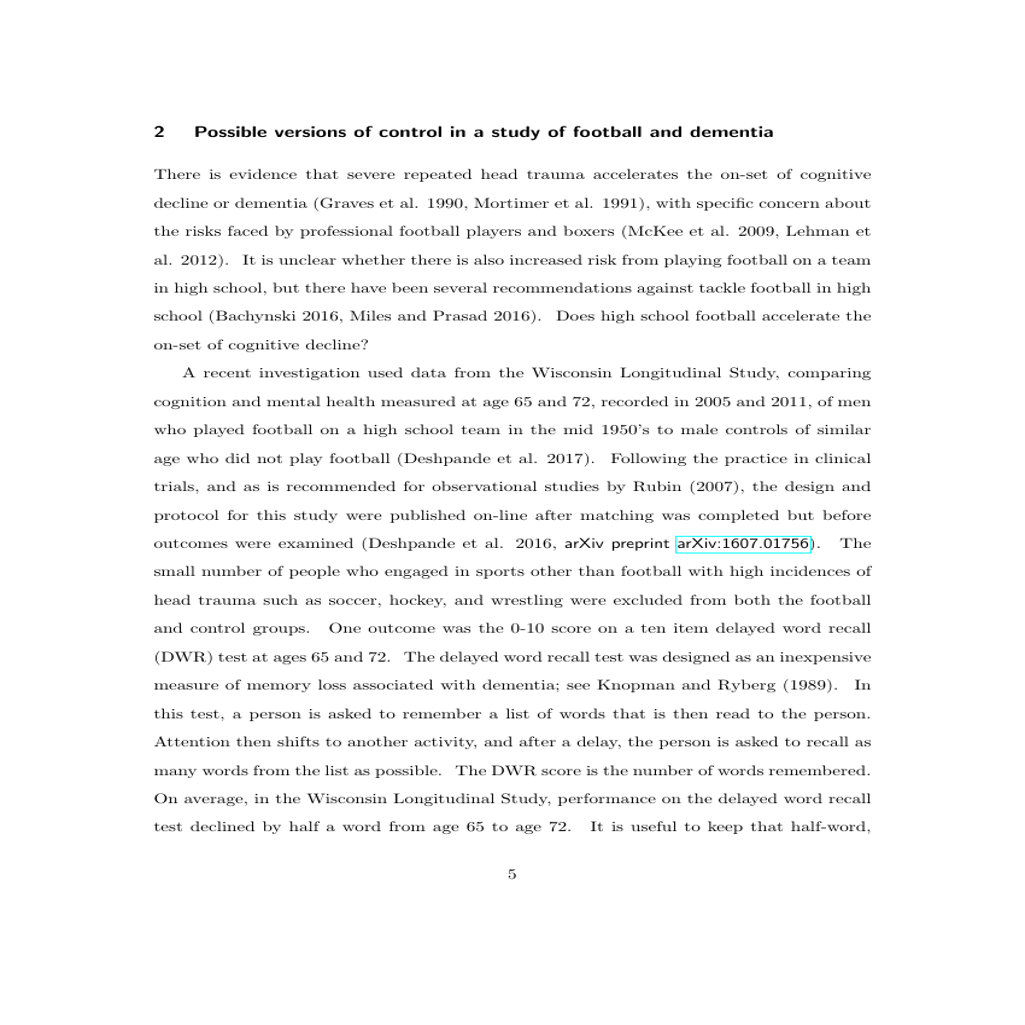 2 Possible versions of control in a study of football and dementia
There is evidence that severe repeated head trauma accelerates the on-set of cognitive
decline or dementia (Graves et al. 1990, Mortimer et al. 1991), with specific concern about
the risks faced by professional football players and boxers (McKee et al. 2009, Lehman et
al. 2012). It is unclear whether there is also increased risk from playing football on a team
in high school, but there have been several recommendations against tackle football in high
school (Bachynski 2016, Miles and Prasad 2016). Does high school football accelerate the
on-set of cognitive decline?
A recent investigation used data from the Wisconsin Longitudinal Study, comparing
cognition and mental health measured at age 65 and 72, recorded in 2005 and 2011, of men
who played football on a high school team in the mid 1950's to male controls of similar
age who did not play football (Deshpande et al. 2017). Following the practice in clinical
trials, and as is recommended for observational studies by Rubin (2007), the design and
protocol for this study were published on-line after matching was completed but before
outcomes were examined (Deshpande et al. 2016, arXiv preprint arXiv:1607.01756). The
small number of people who engaged in sports other than football with high incidences of
head trauma such as soccer, hockey, and wrestling were excluded from both the football
and control groups. One outcome was the 0-10 score on a ten item delayed word recall
(DWR) test at ages 65 and 72. The delayed word recall test was designed as an inexpensive
measure of memory loss associated with dementia; see Knopman and Ryberg (1989). In
this test, a person is asked to remember a list of words that is then read to the person.
Attention then shifts to another activity, and after a delay, the person is asked to recall as
many words from the list as possible. The DWR score is the number of words remembered.
On average, in the Wisconsin Longitudinal Study, performance on the delayed word recall
test declined by half a word from age 65 to age 72. It is useful to keep that half-word,
5